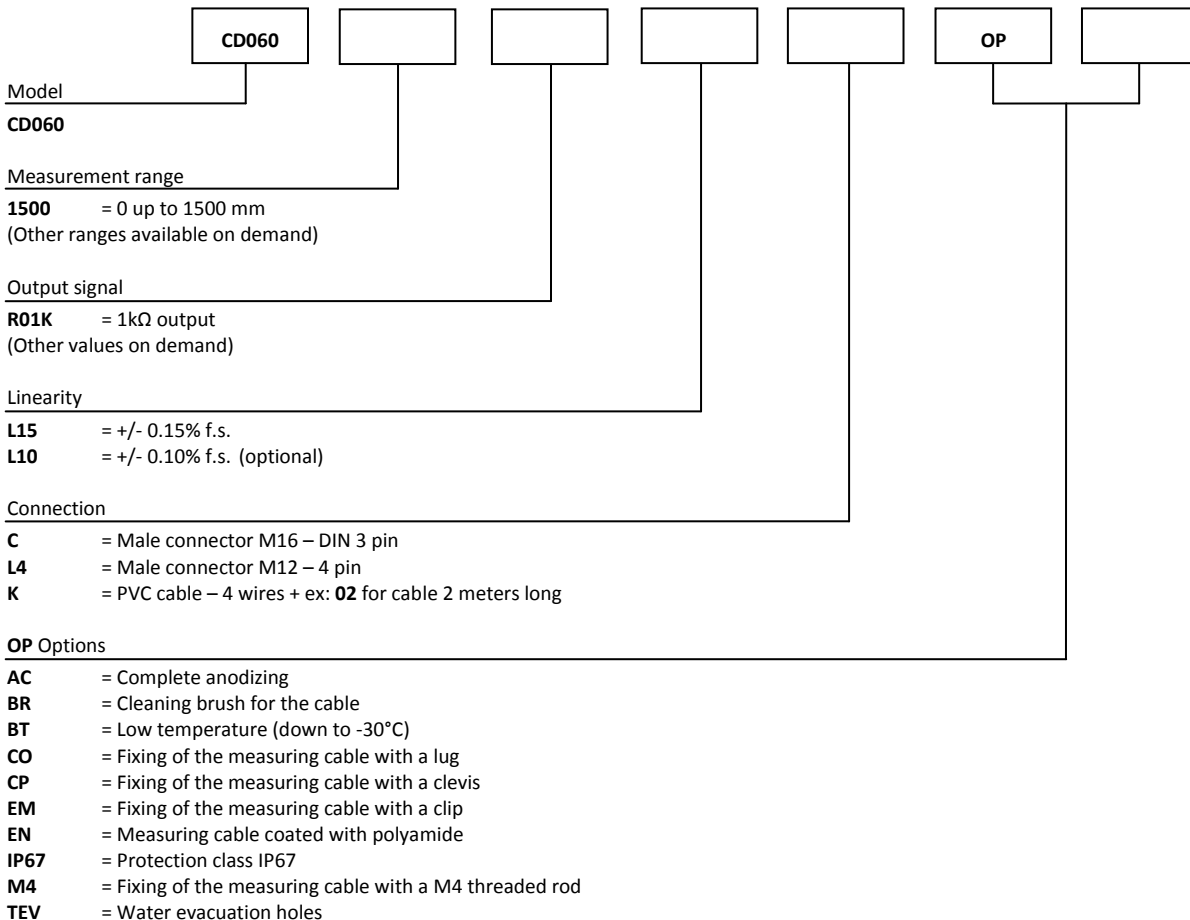 CD060 OP
Model
CD060
Measurement range
1500 = 0 up to 1500 mm
(Other ranges available on demand)
Output signal
R01K = 1kΩ output
(Other values on demand)
Linearity
L15 = +/- 0.15% f.s.
L10 = +/- 0.10% f.s. (optional)
Connection
C = Male connector M16 – DIN 3 pin
L4 = Male connector M12 – 4 pin
K = PVC cable – 4 wires + ex: 02 for cable 2 meters long
OP Options
AC = Complete anodizing
BR = Cleaning brush for the cable
BT = Low temperature (down to -30°C)
CO = Fixing of the measuring cable with a lug
CP = Fixing of the measuring cable with a clevis
EM = Fixing of the measuring cable with a clip
EN = Measuring cable coated with polyamide
IP67 = Protection class IP67
M4 = Fixing of the measuring cable with a M4 threaded rod
TEV = Water evacuation holes